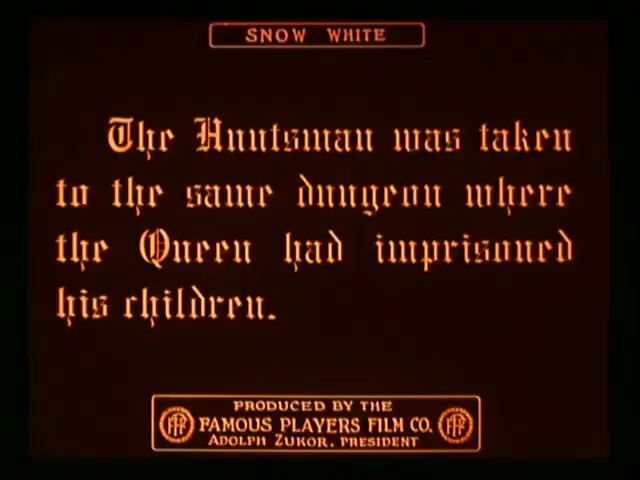 SNOW WHITE
The Huntsman was taken
to the same dungeon where
the Queen had imprisoned
his children.
PRODUCED BY THE
FAMOUS PLAYERS FILM CO.
ADOLPH ZUKOR, PRESIDENT